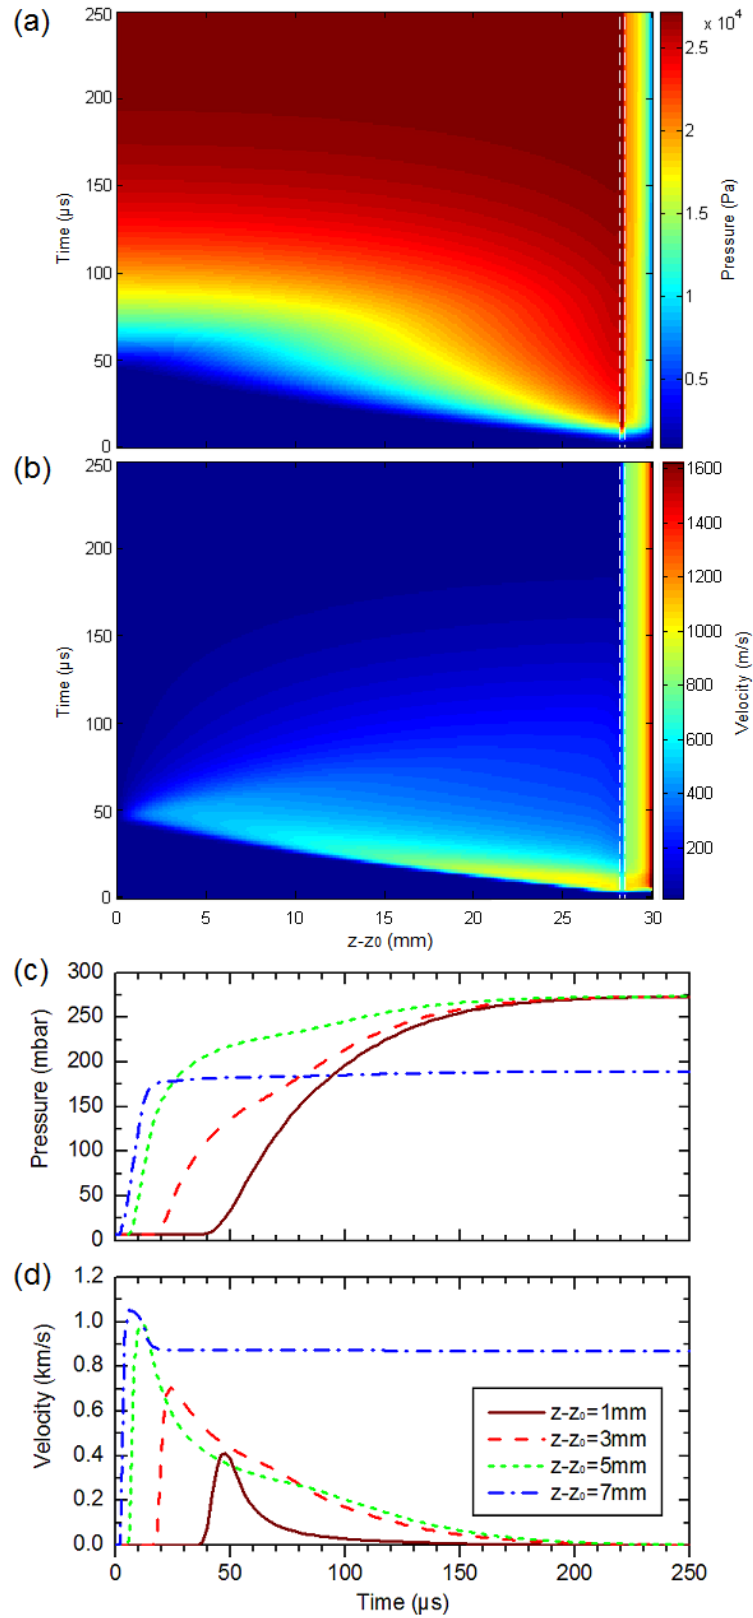 (a)
250
200
150
100
50
0
Time (µs)
x 10⁴
2.5
2
1.5
1
0.5
Pressure (Pa)
(b)
250
200
150
100
50
0
Time (µs)
0 5 10 15 20 25 30
z-z₀ (mm)
1600
1400
1200
1000
800
600
400
200
Velocity (m/s)
(c)
300
250
200
150
100
50
0
Pressure (mbar)
(d)
1.2
1.0
0.8
0.6
0.4
0.2
0.0
Velocity (km/s)
z-z₀=1mm
z-z₀=3mm
z-z₀=5mm
z-z₀=7mm
0 50 100 150 200 250
Time (µs)